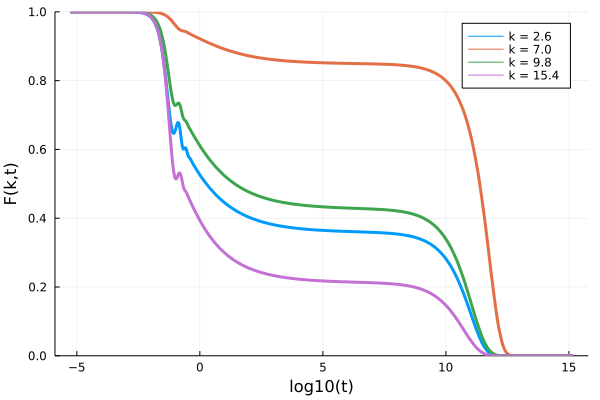 1.0
k = 2.6
k = 7.0
k = 9.8
k = 15.4
0.8
0.6
F(k,t)
0.4
0.2
0.0
−5 0 5 10 15
log10(t)